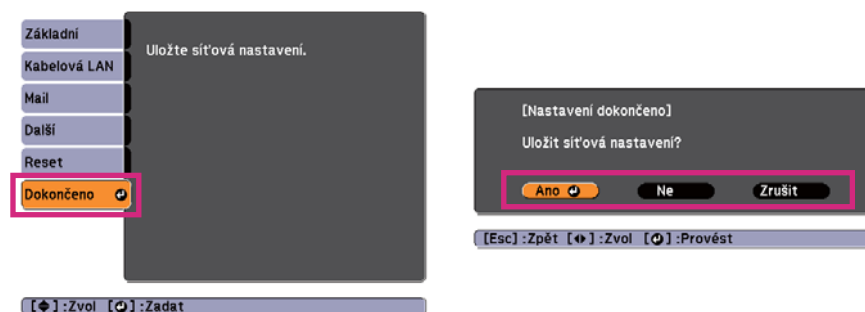 Základní
Kabelová LAN
Mail
Další
Reset
Dokončeno
Uložte síťová nastavení.
[ ] :Zvol [ ] :Zadat
[Nastavení dokončeno]
Uložit síťová nastavení?
Ano Ne Zrušit
[Esc] :Zpět [ ] :Zvol [ ] :Provést